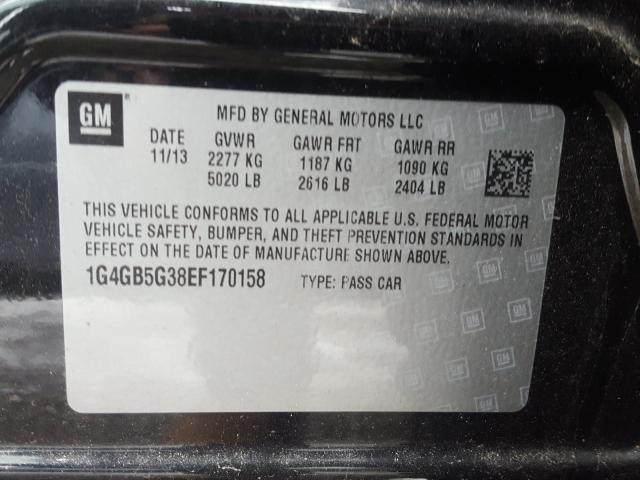 GM
MFD BY GENERAL MOTORS LLC
DATE GVWR GAWR FRT GAWR RR
11/13 2277 KG 1187 KG 1090 KG
5020 LB 2616 LB 2404 LB
THIS VEHICLE CONFORMS TO ALL APPLICABLE U.S. FEDERAL MOTOR
VEHICLE SAFETY, BUMPER, AND THEFT PREVENTION STANDARDS IN
EFFECT ON THE DATE OF MANUFACTURE SHOWN ABOVE.
1G4GB5G38EF170158 TYPE: PASS CAR